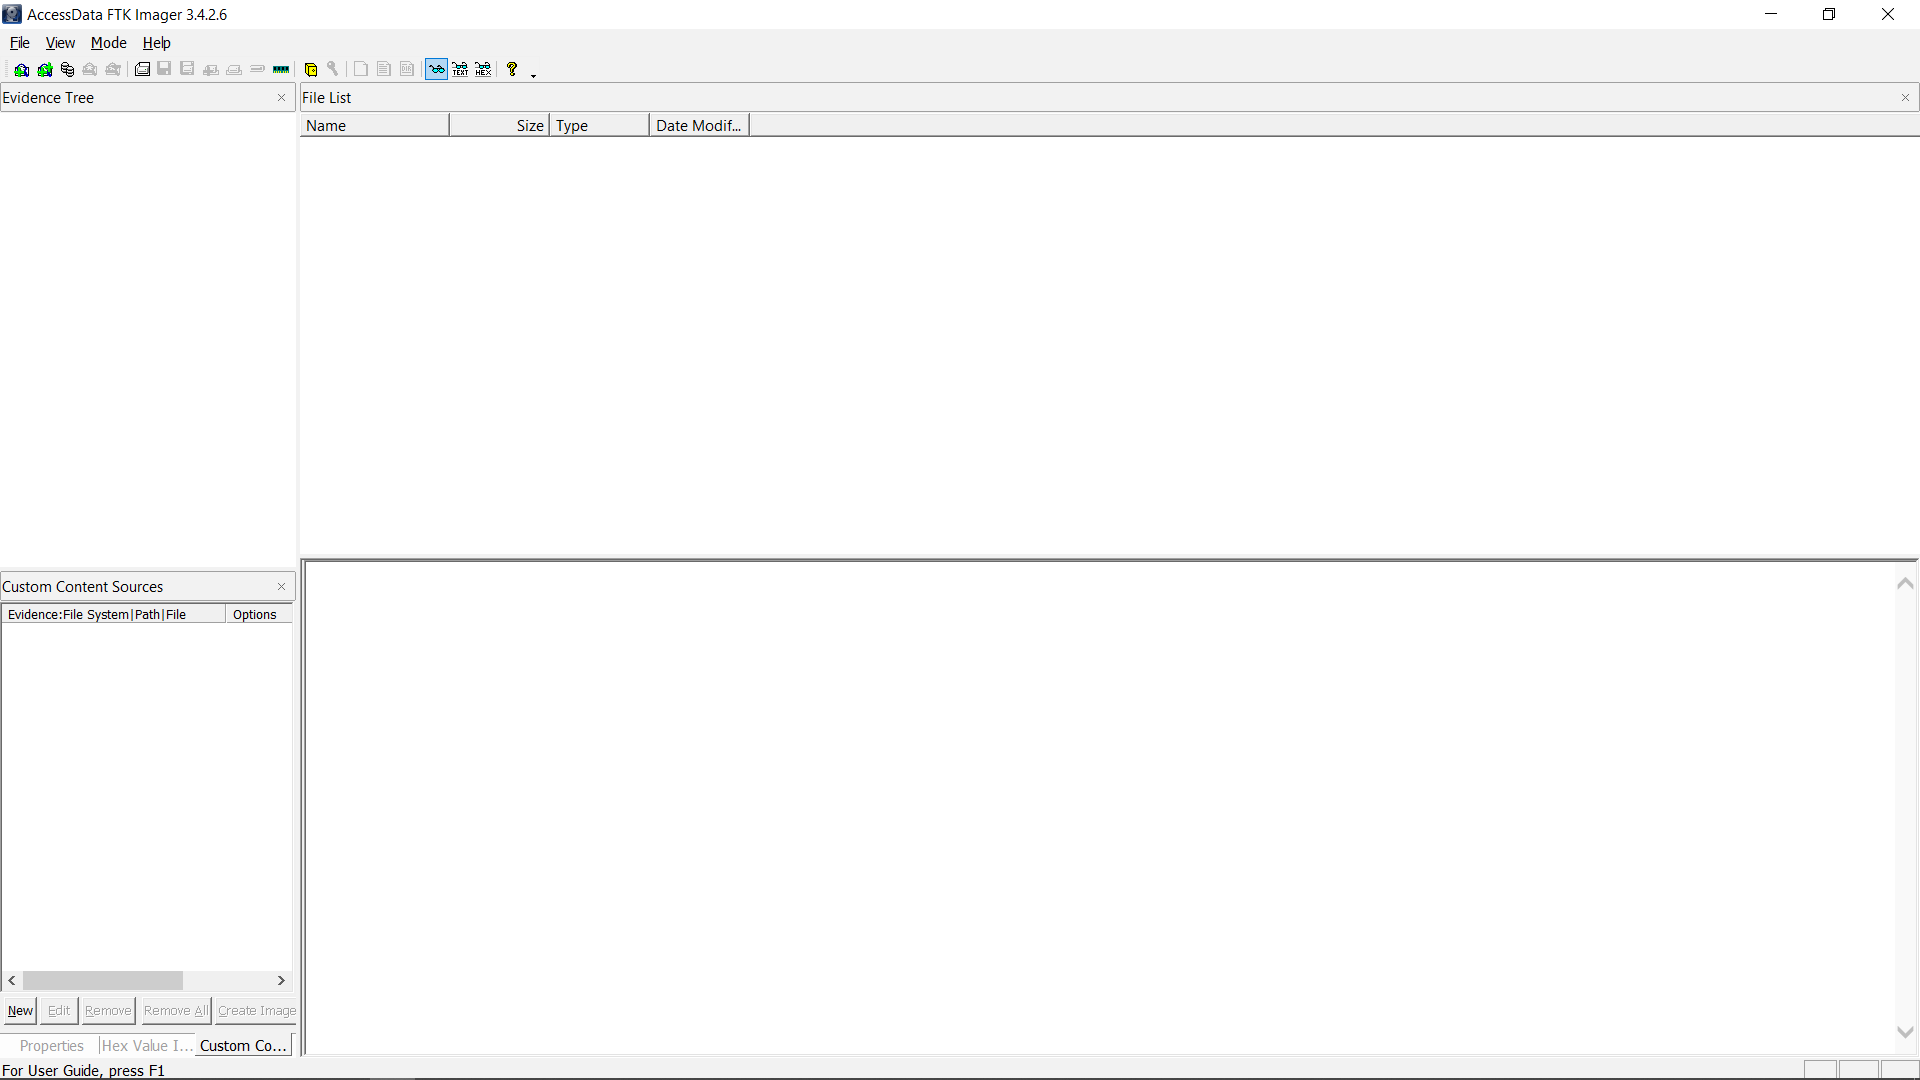 AccessData FTK Imager 3.4.2.6
File View Mode Help
TEXT HEX ?
Evidence Tree
File List
Name Size Type Date Modif...
Custom Content Sources
Evidence:File System|Path|File Options
New Edit Remove Remove All Create Image
Properties Hex Value I... Custom Co...
For User Guide, press F1